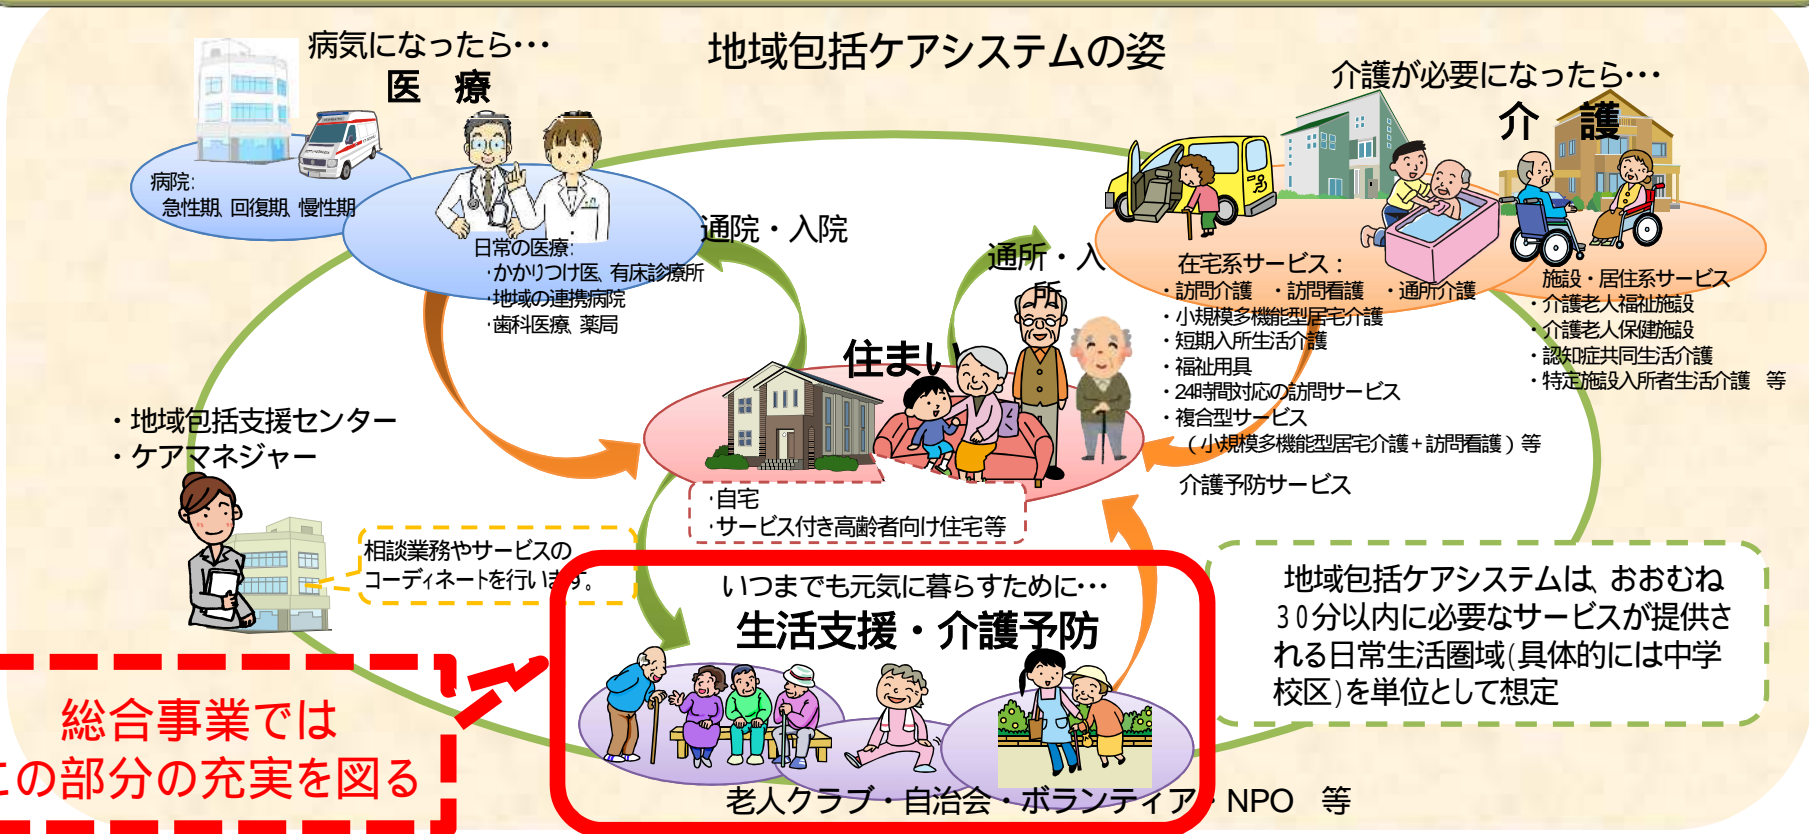 地域包括ケアシステムの姿
病気になったら･･･
医　療
病院:
急性期、回復期、慢性期
日常の医療:
・かかりつけ医、有床診療所
・地域の連携病院
・歯科医療、薬局
通院・入院
介護が必要になったら･･･
介　護
通所・入
所
在宅系サービス：
・訪問介護　・訪問看護　・通所介護
・小規模多機能型居宅介護
・短期入所生活介護
・福祉用具
・24時間対応の訪問サービス
・複合型サービス
（小規模多機能型居宅介護＋訪問看護）等
介護予防サービス
施設・居住系サービス
・介護老人福祉施設
・介護老人保健施設
・認知症共同生活介護
・特定施設入所者生活介護　等
住まい
・自宅
・サービス付き高齢者向け住宅等
・地域包括支援センター
・ケアマネジャー
相談業務やサービスの
コーディネートを行います。
いつまでも元気に暮らすために･･･
生活支援・介護予防
老人クラブ・自治会・ボランティア・NPO　等
地域包括ケアシステムは、おおむね
30分以内に必要なサービスが提供さ
れる日常生活圏域(具体的には中学
校区)を単位として想定
総合事業では
この部分の充実を図る